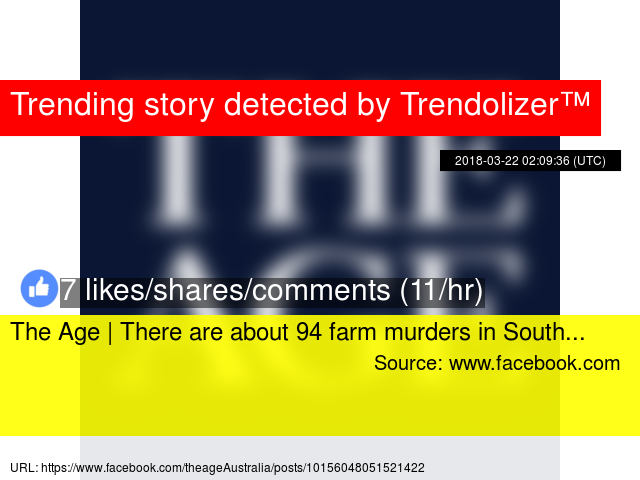 Trending story detected by Trendolizer™
2018-03-22 02:09:36 (UTC)
THE
AGE
7 likes/shares/comments (11/hr)
The Age | There are about 94 farm murders in South...
Source: www.facebook.com
URL: https://www.facebook.com/theageAustralia/posts/10156048051521422